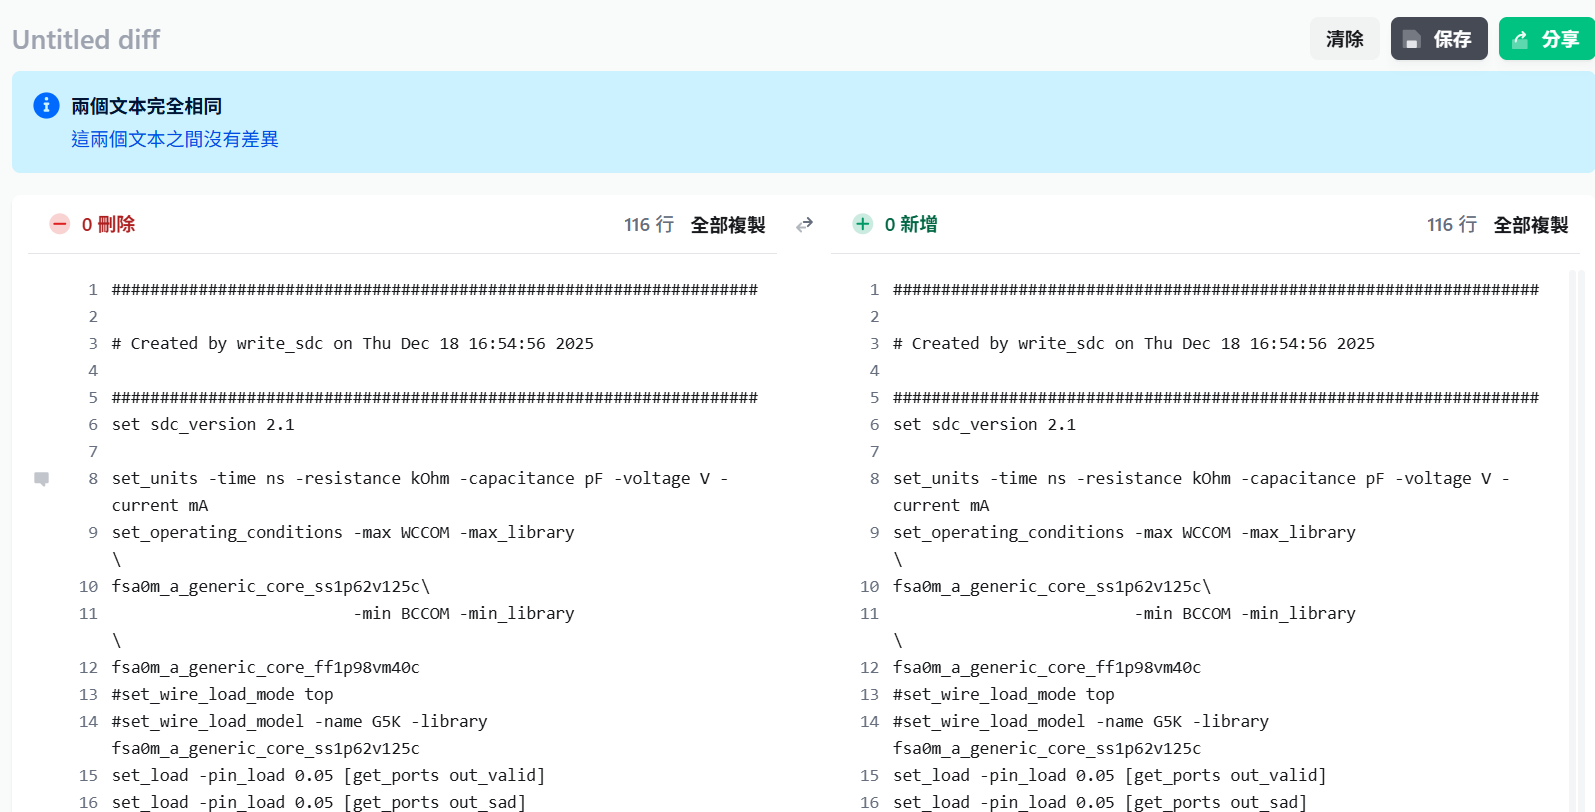 Untitled diff
清除
保存
分享
兩個文本完全相同
這兩個文本之間沒有差異
0 刪除
116 行 全部複製
0 新增
116 行 全部複製
1 ###################################################################
2
3 # Created by write_sdc on Thu Dec 18 16:54:56 2025
4
5 ###################################################################
6 set sdc_version 2.1
7
8 set_units -time ns -resistance kOhm -capacitance pF -voltage V -
current mA
9 set_operating_conditions -max WCCOM -max_library
\
10 fsa0m_a_generic_core_ss1p62v125c\
11                          -min BCCOM -min_library
\
12 fsa0m_a_generic_core_ff1p98vm40c
13 #set_wire_load_mode top
14 #set_wire_load_model -name G5K -library
fsa0m_a_generic_core_ss1p62v125c
15 set_load -pin_load 0.05 [get_ports out_valid]
16 set_load -pin_load 0.05 [get_ports out_sad]
1 ###################################################################
2
3 # Created by write_sdc on Thu Dec 18 16:54:56 2025
4
5 ###################################################################
6 set sdc_version 2.1
7
8 set_units -time ns -resistance kOhm -capacitance pF -voltage V -
current mA
9 set_operating_conditions -max WCCOM -max_library
\
10 fsa0m_a_generic_core_ss1p62v125c\
11                          -min BCCOM -min_library
\
12 fsa0m_a_generic_core_ff1p98vm40c
13 #set_wire_load_mode top
14 #set_wire_load_model -name G5K -library
fsa0m_a_generic_core_ss1p62v125c
15 set_load -pin_load 0.05 [get_ports out_valid]
16 set_load -pin_load 0.05 [get_ports out_sad]